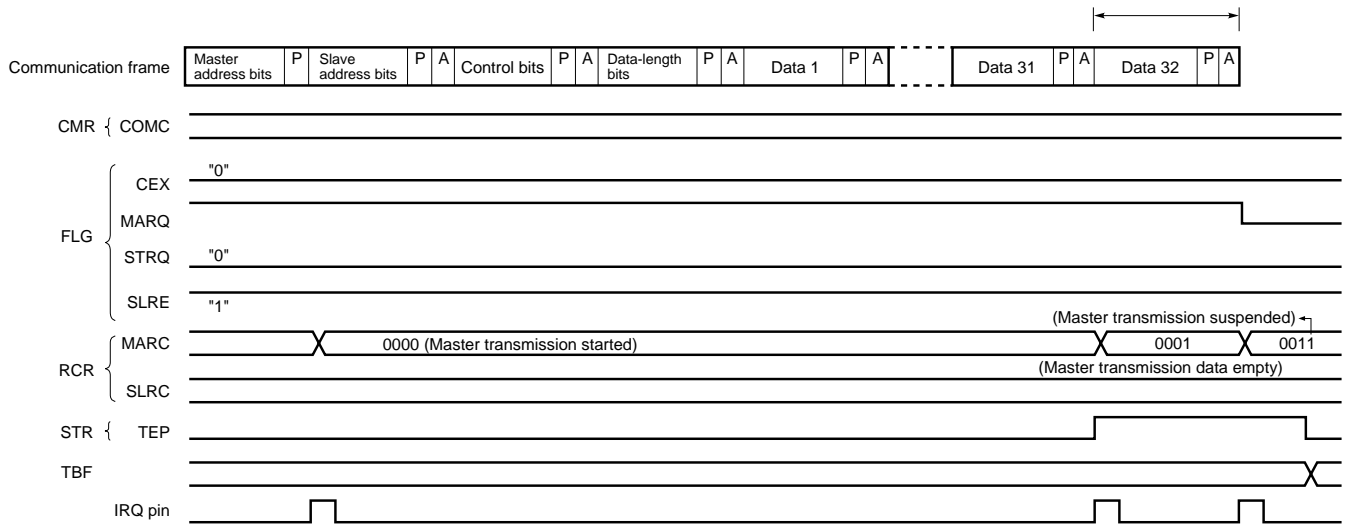 Communication frame
Master address bits P Slave address bits P A Control bits P A Data-length bits P A Data 1 P A Data 31 P A Data 32 P A
CMR { COMC
FLG
CEX "0"
MARQ
STRQ "0"
SLRE "1"
(Master transmission suspended)
RCR
MARC 0000 (Master transmission started) 0001 0011
(Master transmission data empty)
SLRC
STR { TEP
TBF
IRQ pin